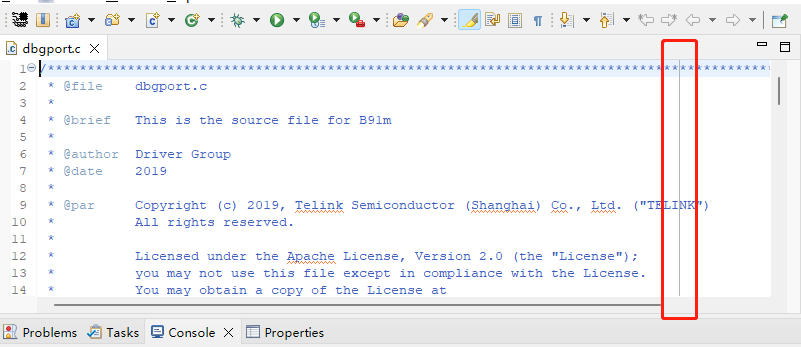 dbgport.c
1 /****************************************************************************************
2 * @file dbgport.c
3 *
4 * @brief This is the source file for B91m
5 *
6 * @author Driver Group
7 * @date 2019
8 *
9 * @par Copyright (c) 2019, Telink Semiconductor (Shanghai) Co., Ltd. ("TELINK")
10 * All rights reserved.
11 *
12 * Licensed under the Apache License, Version 2.0 (the "License");
13 * you may not use this file except in compliance with the License.
14 * You may obtain a copy of the License at
Problems Tasks Console Properties